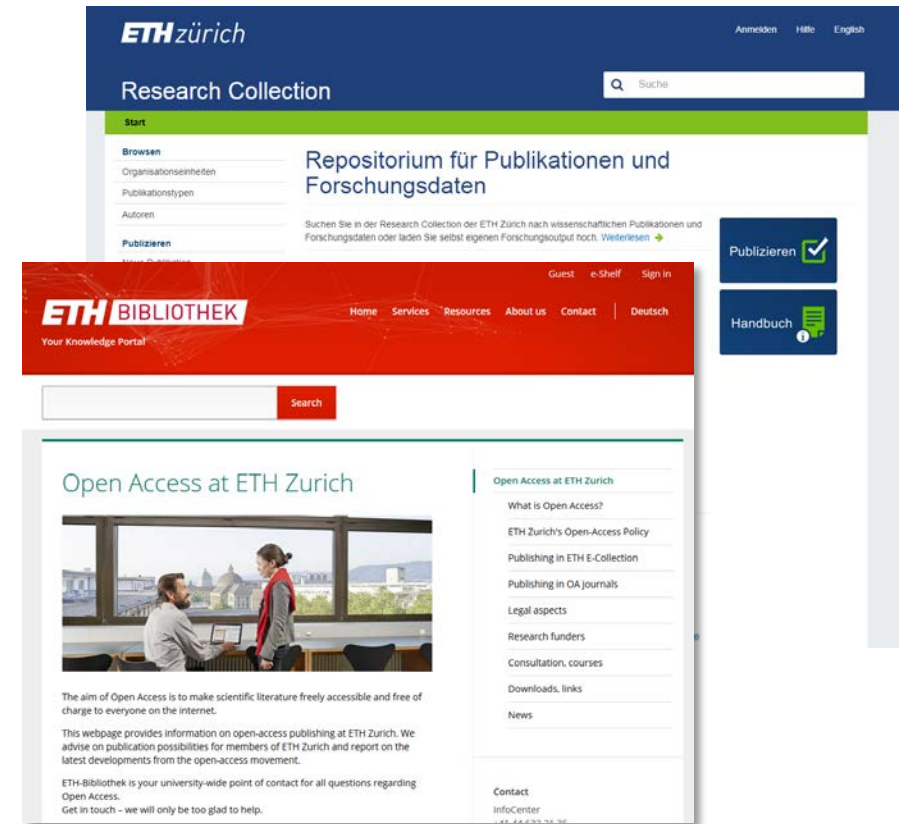 ETH zürich
Anmelden Hilfe English
Research Collection
Suche
Start
Browsen
Organisationseinheiten
Publikationstypen
Autoren
Publizieren
Repositorium für Publikationen und
Forschungsdaten
Suchen Sie in der Research Collection der ETH Zürich nach wissenschaftlichen Publikationen und
Forschungsdaten oder laden Sie selbst eigenen Forschungsoutput hoch. Weiterlesen
Publizieren
Handbuch
Guest e-Shelf Sign in
ETH BIBLIOTHEK
Home Services Resources About us Contact Deutsch
Your Knowledge Portal
Search
Open Access at ETH Zurich
The aim of Open Access is to make scientific literature freely accessible and free of
charge to everyone on the internet.
This webpage provides information on open-access publishing at ETH Zurich. We
advise on publication possibilities for members of ETH Zurich and report on the
latest developments from the open-access movement.
ETH-Bibliothek is your university-wide point of contact for all questions regarding
Open Access.
Get in touch – we will only be too glad to help.
Open Access at ETH Zurich
What is Open Access?
ETH Zurich's Open-Access Policy
Publishing in ETH E-Collection
Publishing in OA journals
Legal aspects
Research funders
Consultation, courses
Downloads, links
News
Contact
InfoCenter